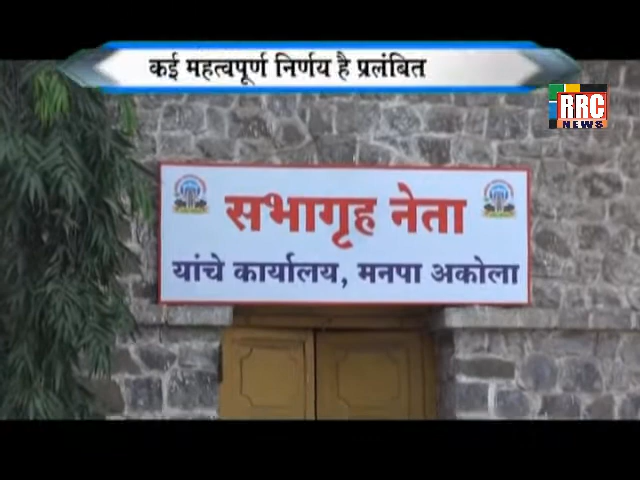 कई महत्वपूर्ण निर्णय है प्रलंबित
RRC
NEWS
सभागृह नेता
यांचे कार्यालय, मनपा अकोला